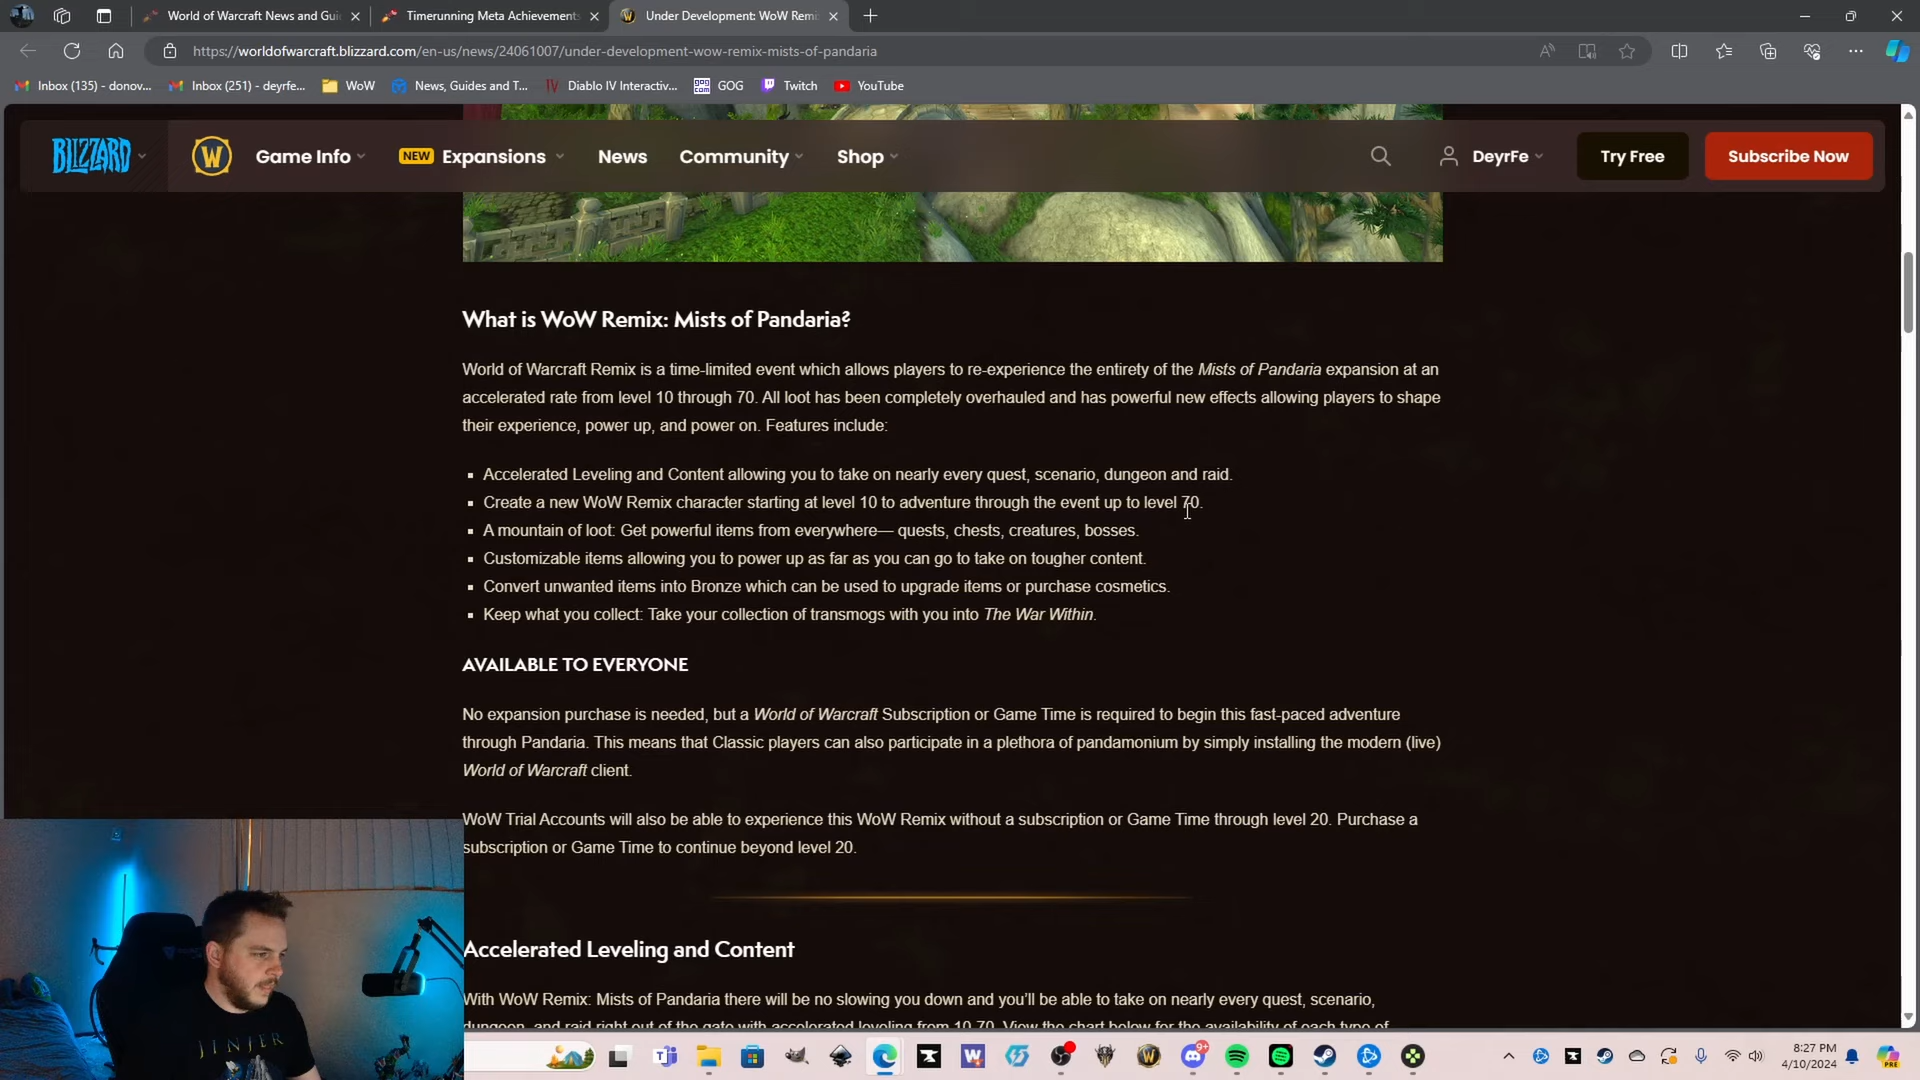 World of Warcraft News and Gui
Timerunning Meta Achievements
Under Development: WoW Remi
https://worldofwarcraft.blizzard.com/en-us/news/24061007/under-development-wow-remix-mists-of-pandaria
Inbox (135) - donov...
Inbox (251) - deyrfe...
WoW
News, Guides and T...
Diablo IV Interactiv...
GOG
Twitch
YouTube
BLIZZARD
W
Game Info
NEW
Expansions
News
Community
Shop
DeyrFe
Try Free
Subscribe Now
What is WoW Remix: Mists of Pandaria?
World of Warcraft Remix is a time-limited event which allows players to re-experience the entirety of the Mists of Pandaria expansion at an
accelerated rate from level 10 through 70. All loot has been completely overhauled and has powerful new effects allowing players to shape
their experience, power up, and power on. Features include:
▪ Accelerated Leveling and Content allowing you to take on nearly every quest, scenario, dungeon and raid.
▪ Create a new WoW Remix character starting at level 10 to adventure through the event up to level 70.
▪ A mountain of loot: Get powerful items from everywhere— quests, chests, creatures, bosses.
▪ Customizable items allowing you to power up as far as you can go to take on tougher content.
▪ Convert unwanted items into Bronze which can be used to upgrade items or purchase cosmetics.
▪ Keep what you collect: Take your collection of transmogs with you into The War Within.
AVAILABLE TO EVERYONE
No expansion purchase is needed, but a World of Warcraft Subscription or Game Time is required to begin this fast-paced adventure
through Pandaria. This means that Classic players can also participate in a plethora of pandamonium by simply installing the modern (live)
World of Warcraft client.
WoW Trial Accounts will also be able to experience this WoW Remix without a subscription or Game Time through level 20. Purchase a
subscription or Game Time to continue beyond level 20.
Accelerated Leveling and Content
With WoW Remix: Mists of Pandaria there will be no slowing you down and you'll be able to take on nearly every quest, scenario,
dungeon, and raid right out of the gate with accelerated leveling from 10-70. View the chart below for the availability of each type of
JINJER
9+
8:27 PM
4/10/2024
PRE